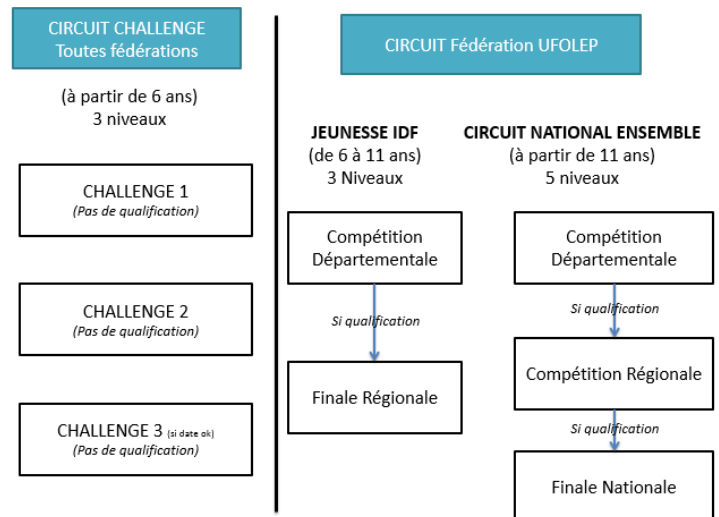 CIRCUIT CHALLENGE
Toutes fédérations
(à partir de 6 ans)
3 niveaux
CHALLENGE 1
(Pas de qualification)
CHALLENGE 2
(Pas de qualification)
CHALLENGE 3 (si date ok)
(Pas de qualification)
CIRCUIT Fédération UFOLEP
JEUNESSE IDF
(de 6 à 11 ans)
3 Niveaux
Compétition
Départementale
Si qualification
Finale Régionale
CIRCUIT NATIONAL ENSEMBLE
(à partir de 11 ans)
5 niveaux
Compétition
Départementale
Si qualification
Compétition Régionale
Si qualification
Finale Nationale